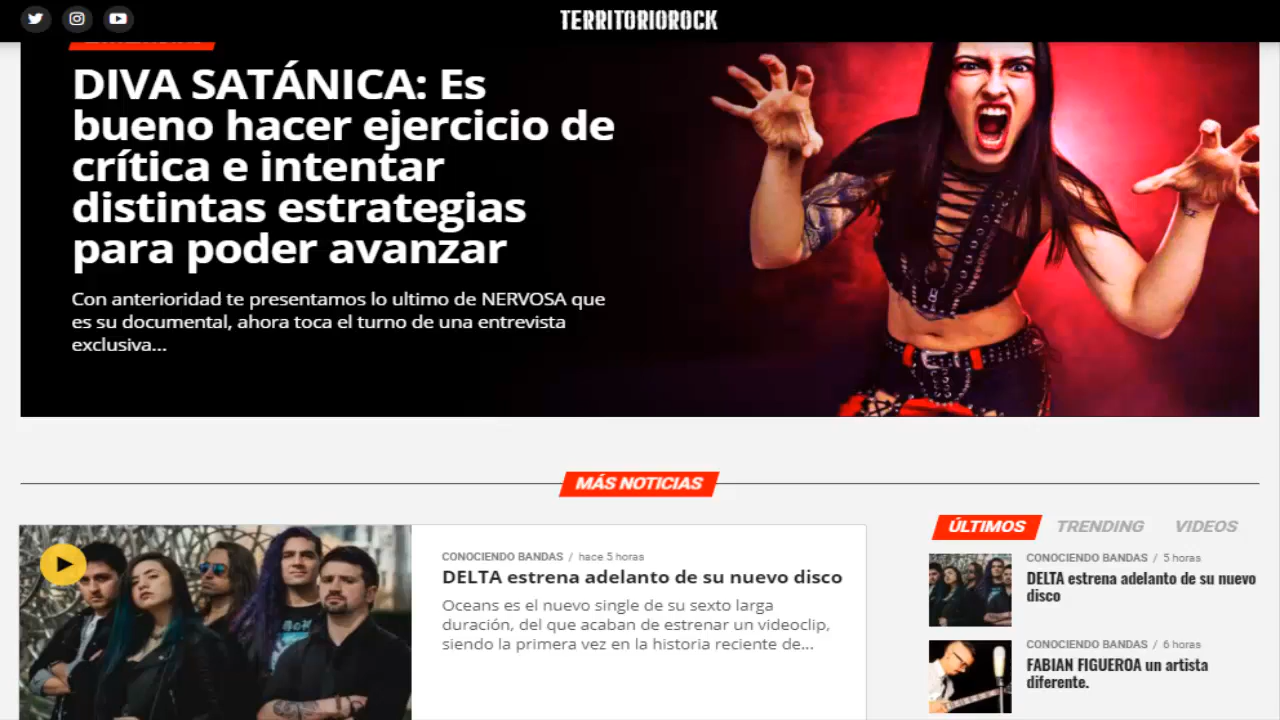 TERRITORIOROCK
DIVA SATÁNICA: Es
bueno hacer ejercicio de
crítica e intentar
distintas estrategias
para poder avanzar
Con anterioridad te presentamos lo ultimo de NERVOSA que
es su documental, ahora toca el turno de una entrevista
exclusiva...
MÁS NOTICIAS
CONOCIENDO BANDAS / hace 5 horas
DELTA estrena adelanto de su nuevo disco
Oceans es el nuevo single de su sexto larga
duración, del que acaban de estrenar un videoclip,
siendo la primera vez en la historia reciente de...
ÚLTIMOS TRENDING VIDEOS
CONOCIENDO BANDAS / 5 horas
DELTA estrena adelanto de su nuevo
disco
CONOCIENDO BANDAS / 6 horas
FABIAN FIGUEROA un artista
diferente.